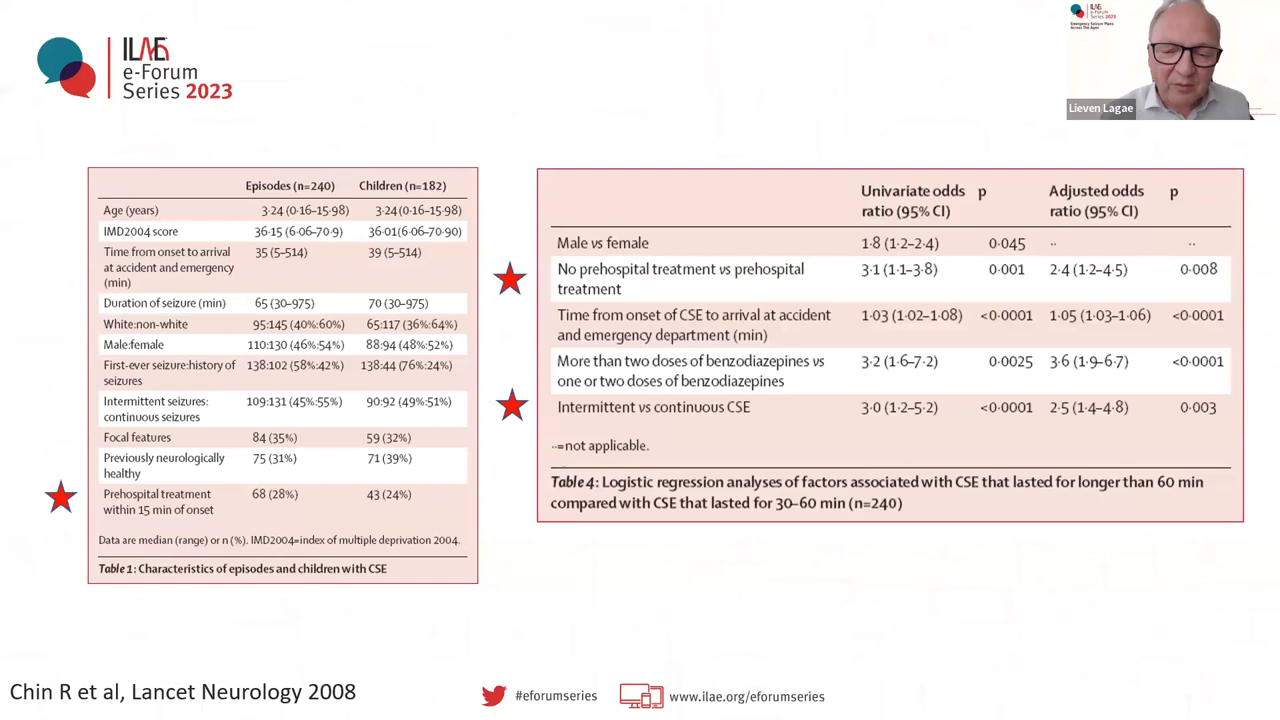 ILAE
e-Forum
Series 2023
ILAE
e-Forum
Series 2023
Emergency Seizure Plans
Across The Ages
Lieven Lagae
Episodes (n=240) Children (n=182)
Age (years) 3·24 (0·16–15·98) 3·24 (0·16–15·98)
IMD2004 score 36·15 (6·06–70·9) 36·01(6·06–70·90)
Time from onset to arrival 35 (5–514) 39 (5–514)
at accident and emergency
(min)
Duration of seizure (min) 65 (30–975) 70 (30–975)
White:non-white 95:145 (40%:60%) 65:117 (36%:64%)
Male:female 110:130 (46%:54%) 88:94 (48%:52%)
First-ever seizure:history of 138:102 (58%:42%) 138:44 (76%:24%)
seizures
Intermittent seizures: 109:131 (45%:55%) 90:92 (49%:51%)
continuous seizures
Focal features 84 (35%) 59 (32%)
Previously neurologically 75 (31%) 71 (39%)
healthy
Prehospital treatment 68 (28%) 43 (24%)
within 15 min of onset
Data are median (range) or n (%). IMD2004=index of multiple deprivation 2004.
Table 1: Characteristics of episodes and children with CSE
Univariate odds p Adjusted odds p
ratio (95% CI) ratio (95% CI)
Male vs female 1·8 (1·2–2·4) 0·045 ·· ··
No prehospital treatment vs prehospital 3·1 (1·1–3·8) 0·001 2·4 (1·2–4·5) 0·008
treatment
Time from onset of CSE to arrival at accident 1·03 (1·02–1·08) <0·0001 1·05 (1·03–1·06) <0·0001
and emergency department (min)
More than two doses of benzodiazepines vs 3·2 (1·6–7·2) 0·0025 3·6 (1·9–6·7) <0·0001
one or two doses of benzodiazepines
Intermittent vs continuous CSE 3·0 (1·2–5·2) <0·0001 2·5 (1·4–4·8) 0·003
··=not applicable.
Table 4: Logistic regression analyses of factors associated with CSE that lasted for longer than 60 min
compared with CSE that lasted for 30–60 min (n=240)
Chin R et al, Lancet Neurology 2008
#eforumseries
www.ilae.org/eforumseries